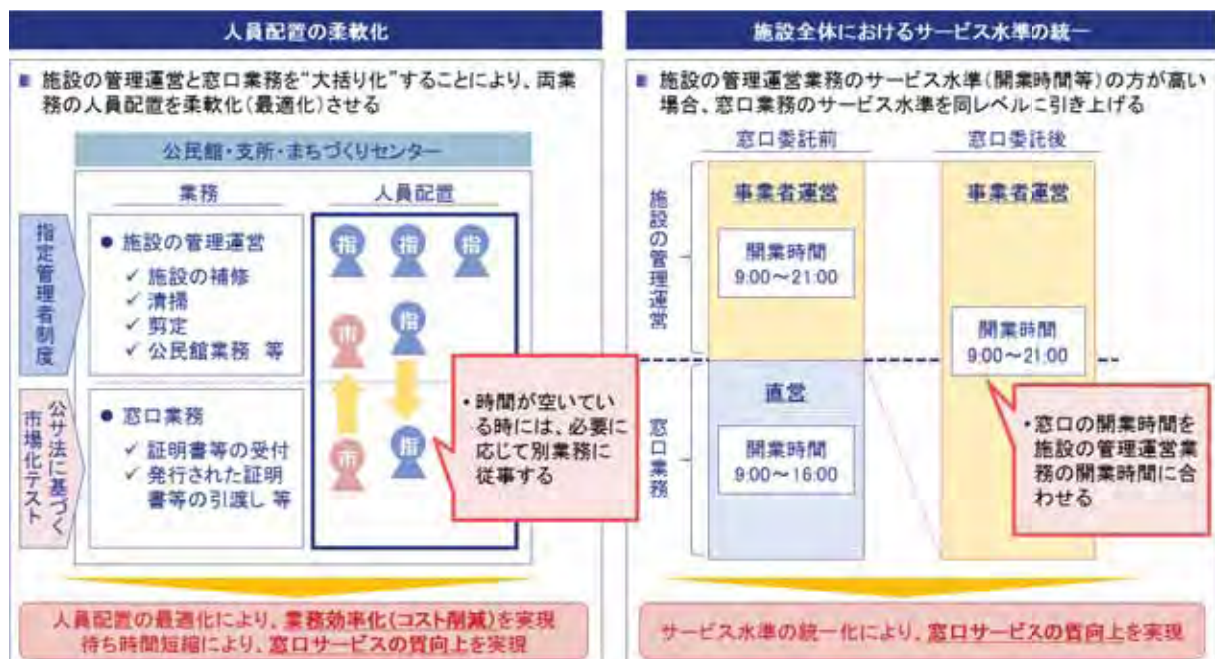 人員配置の柔軟化
■ 施設の管理運営と窓口業務を“大括り化”することにより、両業
務の人員配置を柔軟化(最適化)させる
公民館・支所・まちづくりセンター
業務
人員配置
指定管理者制度
● 施設の管理運営
✓ 施設の補修
✓ 清掃
✓ 剪定
✓ 公民館業務 等
指 指 指
市 指
公サ法に基づく
市場化テスト
● 窓口業務
✓ 証明書等の受付
✓ 発行された証明
書等の引渡し 等
市 指
・時間が空いてい
る時には、必要に
応じて別業務に
従事する
人員配置の最適化により、業務効率化(コスト削減)を実現
待ち時間短縮により、窓口サービスの質向上を実現
施設全体におけるサービス水準の統一
■ 施設の管理運営業務のサービス水準(開業時間等)の方が高い
場合、窓口業務のサービス水準を同レベルに引き上げる
窓口委託前
窓口委託後
施設の管理運営
事業者運営
開業時間
9:00~21:00
窓口業務
直営
開業時間
9:00~16:00
事業者運営
開業時間
9:00~21:00
・窓口の開業時間を
施設の管理運営業
務の開業時間に合
わせる
サービス水準の統一化により、窓口サービスの質向上を実現